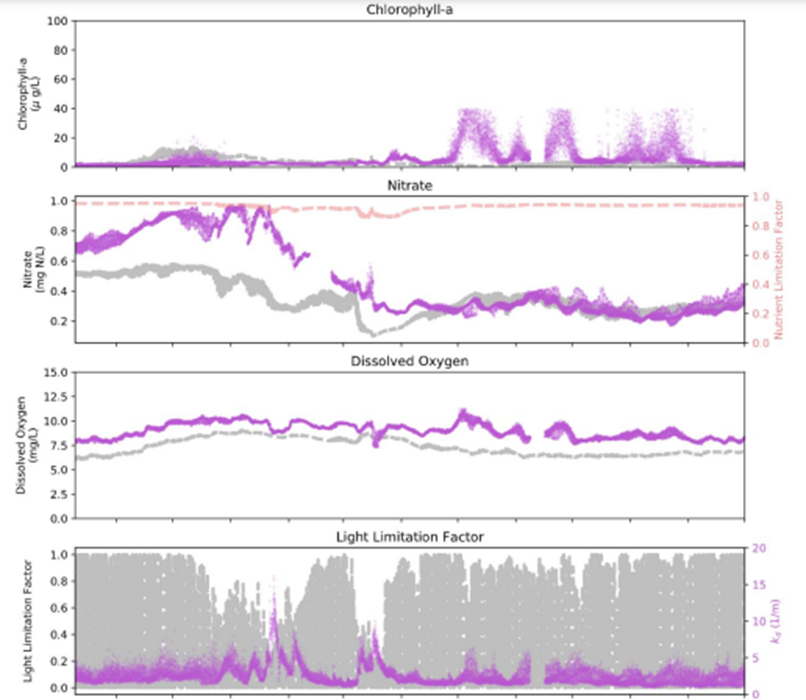 Chlorophyll-a
100
80
60
40
20
0
Chlorophyll-a
(μ g/L)
Nitrate
1.0
0.8
0.6
0.4
0.2
Nitrate
(mg N/L)
1.0
0.8
0.6
0.4
0.2
0.0
Nutrient Limitation Factor
Dissolved Oxygen
15.0
12.5
10.0
7.5
5.0
2.5
0.0
Dissolved Oxygen
(mg/L)
Light Limitation Factor
1.0
0.8
0.6
0.4
0.2
0.0
Light Limitation Factor
20
15
10
5
0
kd (1/m)